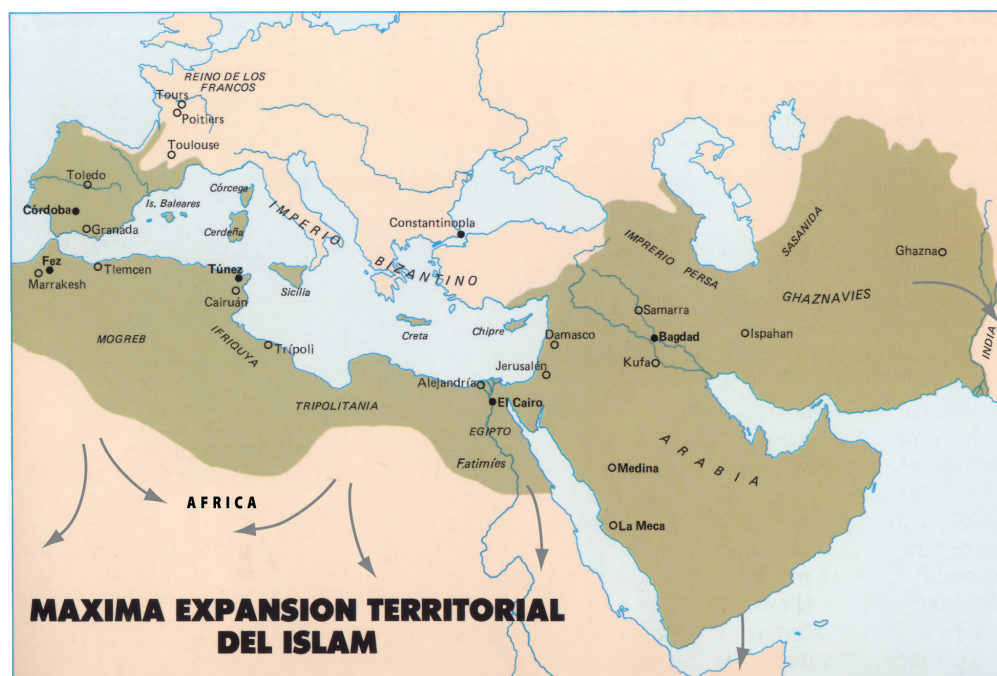 REINO DE LOS
FRANCOS
Tours
Poitiers
Toulouse
Toledo
Córdoba
Granada
Is. Baleares
Córcega
Cerdeña
IMPERIO
BIZANTINO
Constantinopla
Fez
Marrakesh
Tlemcen
Túnez
Cairuán
Sicilia
Creta
Chipre
MOGREB
IFRIQUYA
Trípoli
TRIPOLITANIA
Alejandría
El Cairo
EGIPTO
Fatimíes
Jerusalén
Damasco
IMPRERIO PERSA
SASANIDA
Samarra
Bagdad
Kufa
Ispahan
GHAZNAVIES
Ghazna
INDIA
ARABIA
Medina
La Meca
AFRICA
MAXIMA EXPANSION TERRITORIAL
DEL ISLAM